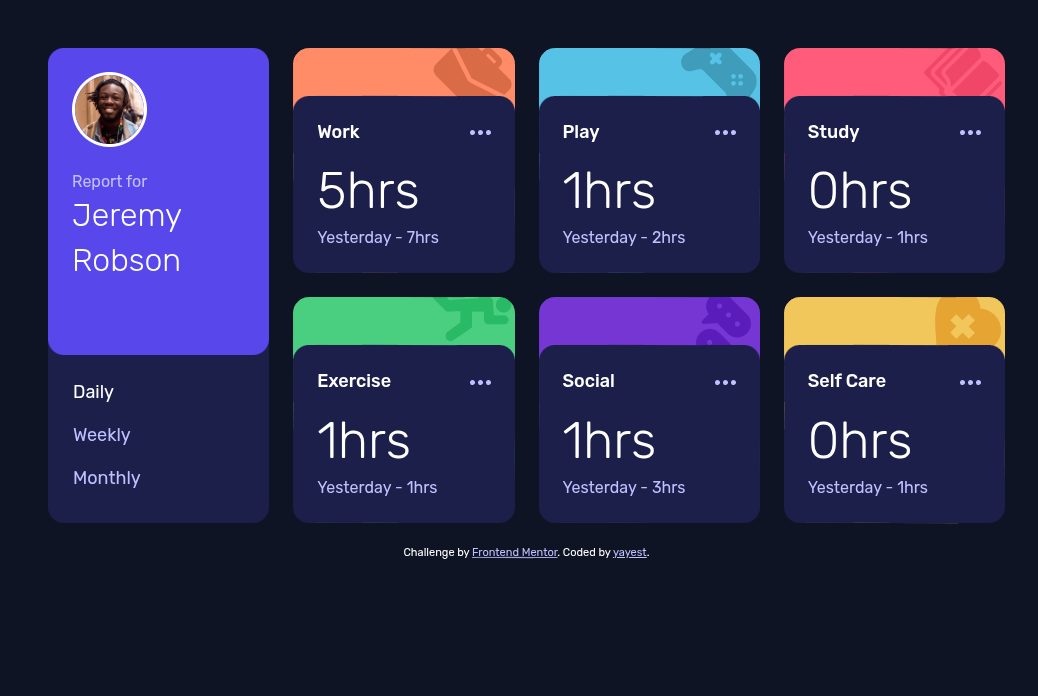 Report for
Jeremy
Robson
Daily
Weekly
Monthly
Work
5hrs
Yesterday - 7hrs
Play
1hrs
Yesterday - 2hrs
Study
0hrs
Yesterday - 1hrs
Exercise
1hrs
Yesterday - 1hrs
Social
1hrs
Yesterday - 3hrs
Self Care
0hrs
Yesterday - 1hrs
Challenge by Frontend Mentor. Coded by yayest.